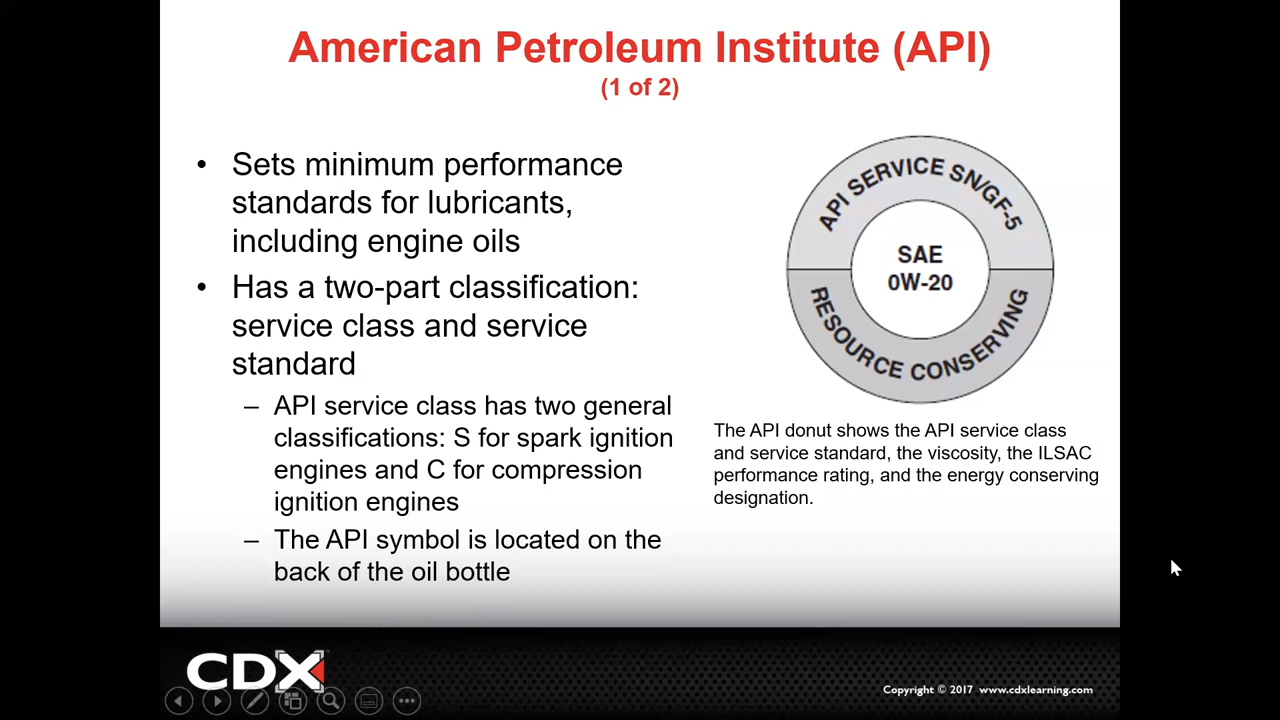 American Petroleum Institute (API)
(1 of 2)
• Sets minimum performance
standards for lubricants,
including engine oils
• Has a two-part classification:
service class and service
standard
– API service class has two general
classifications: S for spark ignition
engines and C for compression
ignition engines
– The API symbol is located on the
back of the oil bottle
API SERVICE SN/GF-5
SAE
0W-20
RESOURCE CONSERVING
The API donut shows the API service class
and service standard, the viscosity, the ILSAC
performance rating, and the energy conserving
designation.
CDX
Copyright © 2017 www.cdxlearning.com